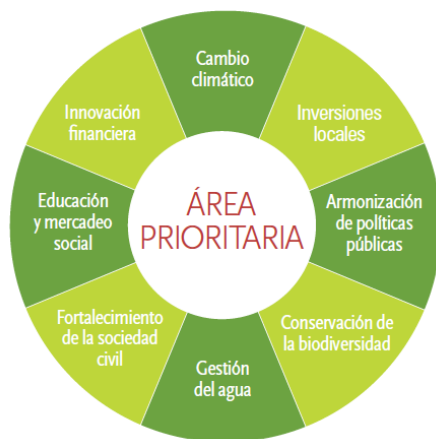 Cambio
climático
Inversiones
locales
Armonización
de políticas
públicas
Conservación de
la biodiversidad
Gestión
del agua
Fortalecimiento
de la sociedad
civil
Educación
y mercadeo
social
Innovación
financiera
ÁREA
PRIORITARIA